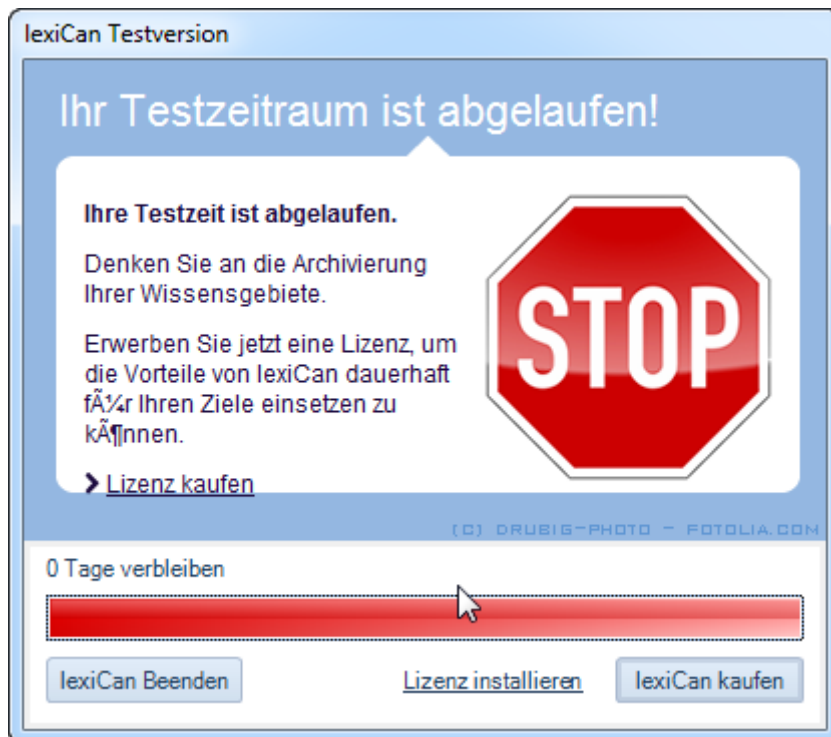 lexiCan Testversion
Ihr Testzeitraum ist abgelaufen!
Ihre Testzeit ist abgelaufen.
Denken Sie an die Archivierung
Ihrer Wissensgebiete.
Erwerben Sie jetzt eine Lizenz, um
die Vorteile von lexiCan dauerhaft
fÃ¼r Ihren Ziele einsetzen zu
kÃ¶nnen.
Lizenz kaufen
STOP
(C) DRUBIG-PHOTO - FOTOLIA.COM
0 Tage verbleiben
lexiCan Beenden
Lizenz installieren
lexiCan kaufen